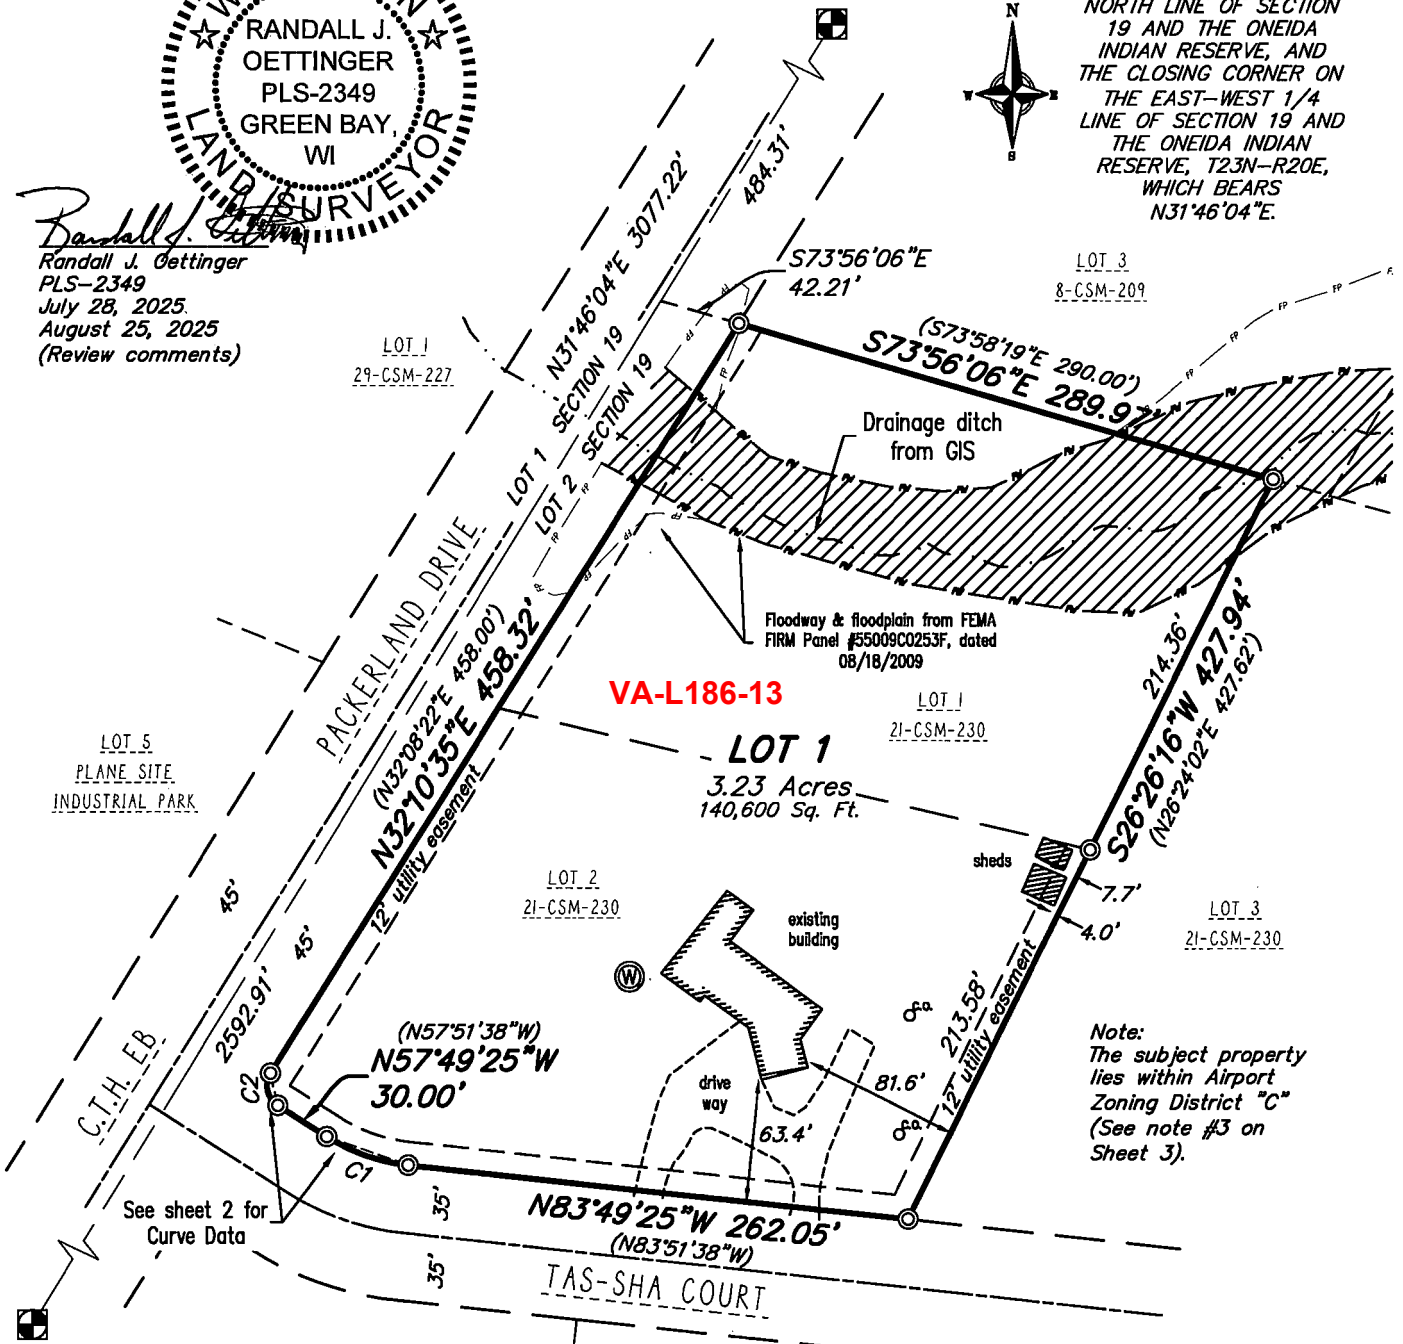 RANDALL J.
OETTINGER
PLS-2349
GREEN BAY,
WI
LAND SURVEYOR
Randall J. Oettinger
PLS-2349
July 28, 2025
August 25, 2025
(Review comments)
N
W
E
S
NORTH LINE OF SECTION
19 AND THE ONEIDA
INDIAN RESERVE, AND
THE CLOSING CORNER ON
THE EAST-WEST 1/4
LINE OF SECTION 19 AND
THE ONEIDA INDIAN
RESERVE, T23N-R20E,
WHICH BEARS
N31°46'04"E.
484.31'
N31°46'04"E 3077.22'
S73°56'06"E
42.21'
LOT 3
8-CSM-209
LOT 1
29-CSM-227
(S73°58'19"E 290.00')
S73°56'06"E 289.97'
LOT 1 SECTION 19
LOT 2 SECTION 19
FP
FP
FP
FP
FP
FP
FP
FP
FP
FP
Drainage ditch
from GIS
Floodway & floodplain from FEMA
FIRM Panel #55009C0253F, dated
08/18/2009
PACKERLAND DRIVE
(N32°08'22"E 458.00')
N32°10'35"E 458.32'
12' utility easement
VA-L186-13
LOT 1
21-CSM-230
LOT 1
3.23 Acres
140,600 Sq. Ft.
214.36'
S26°26'16"W 427.94'
(N26°24'02"E 427.62')
LOT 5
PLANE SITE
INDUSTRIAL PARK
LOT 2
21-CSM-230
sheds
7.7'
4.0'
LOT 3
21-CSM-230
existing
building
W
45'
45'
2592.91'
C.T.H. EB
c.o.
c.o.
213.58'
12' utility easement
81.6'
63.4'
drive
way
(N57°51'38"W)
N57°49'25"W
30.00'
C2
C1
See sheet 2 for
Curve Data
35'
35'
N83°49'25"W 262.05'
(N83°51'38"W)
TAS-SHA COURT
Note:
The subject property
lies within Airport
Zoning District "C"
(See note #3 on
Sheet 3).